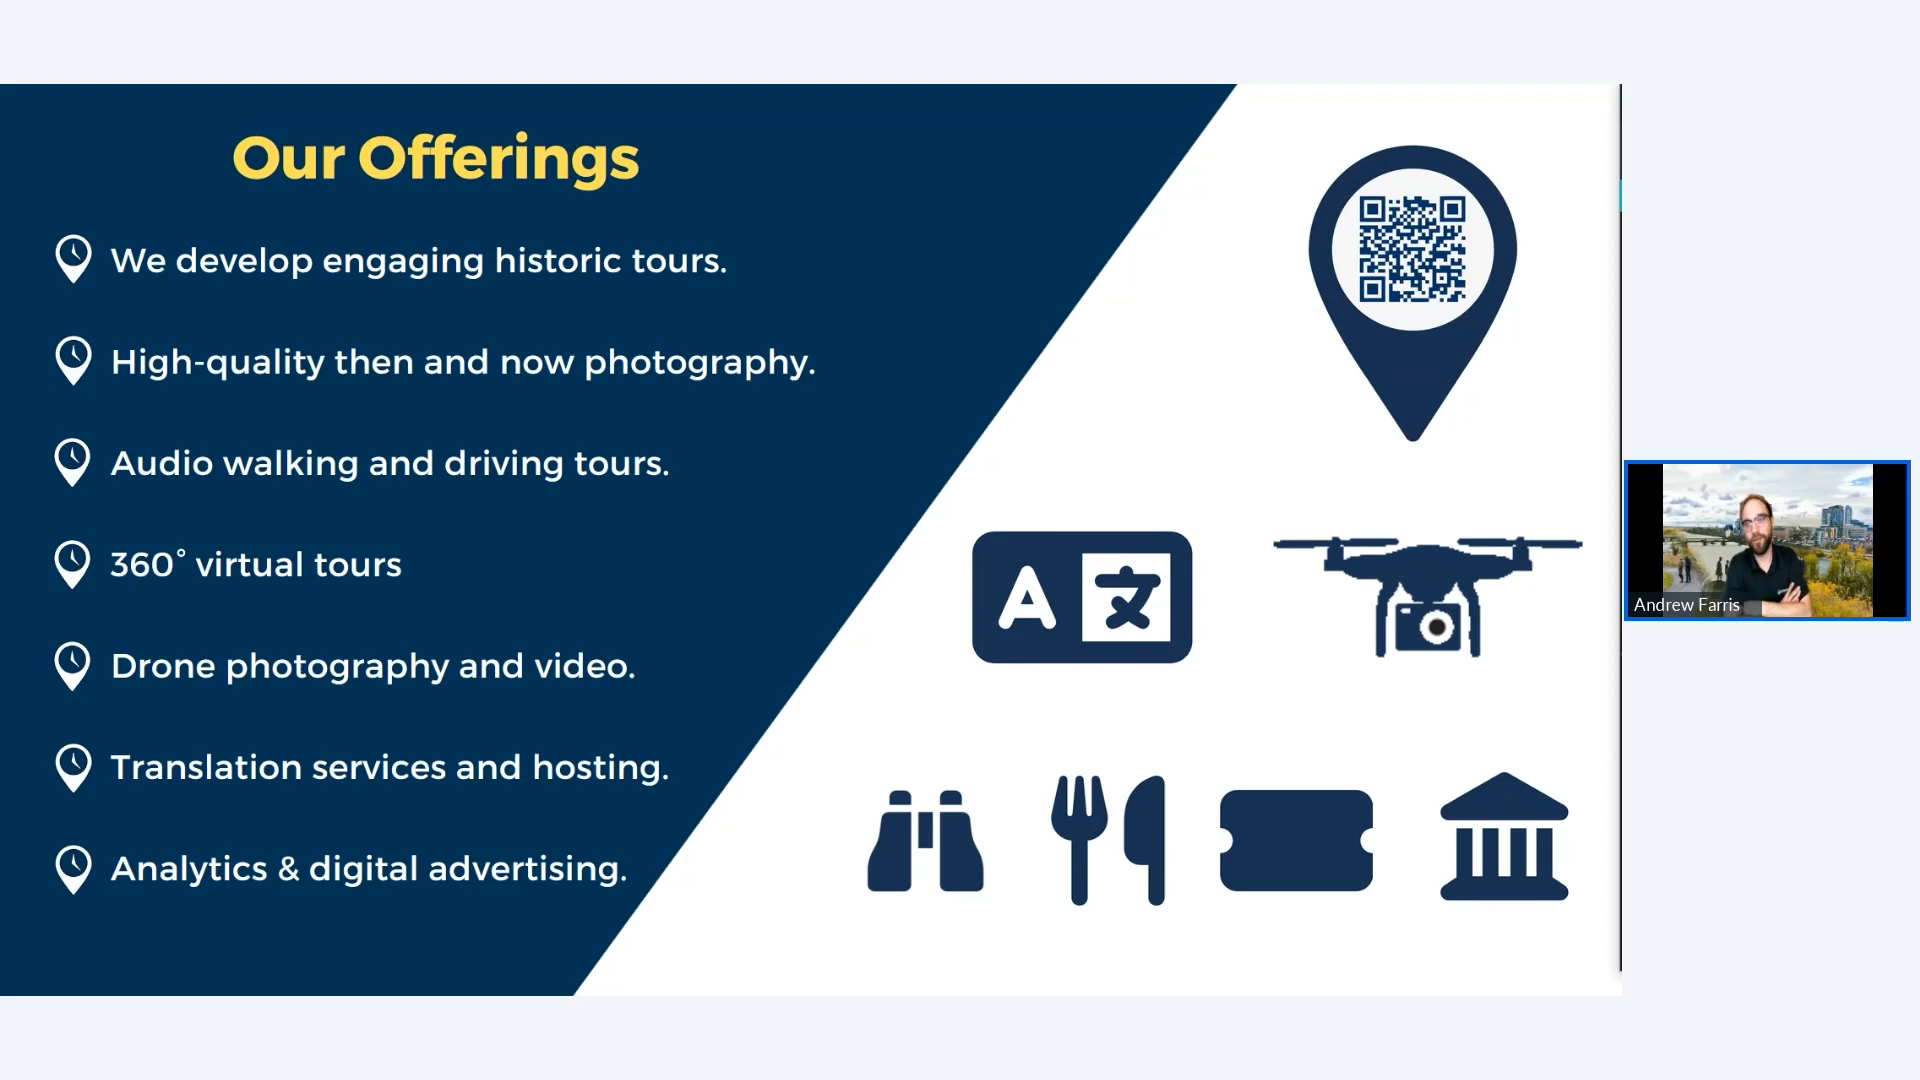 Our Offerings
We develop engaging historic tours.
High-quality then and now photography.
Audio walking and driving tours.
360° virtual tours
Drone photography and video.
Translation services and hosting.
Analytics & digital advertising.
A 文
Andrew Farris